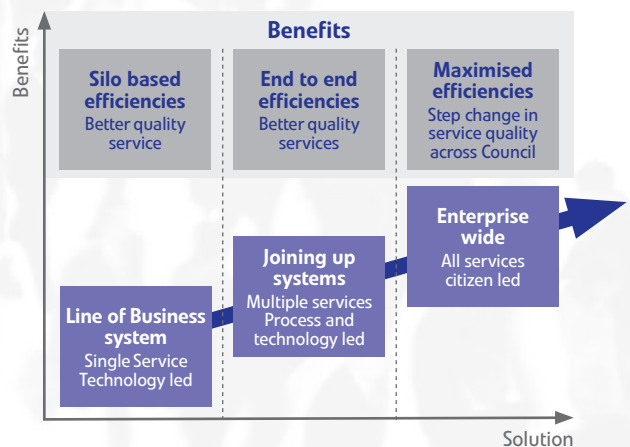 Benefits
Benefits
Silo based
efficiencies
Better quality
service
End to end
efficiencies
Better quality
services
Maximised
efficiencies
Step change in
service quality
across Council
Line of Business
system
Single Service
Technology led
Joining up
systems
Multiple services
Process and
technology led
Enterprise
wide
All services
citizen led
Solution